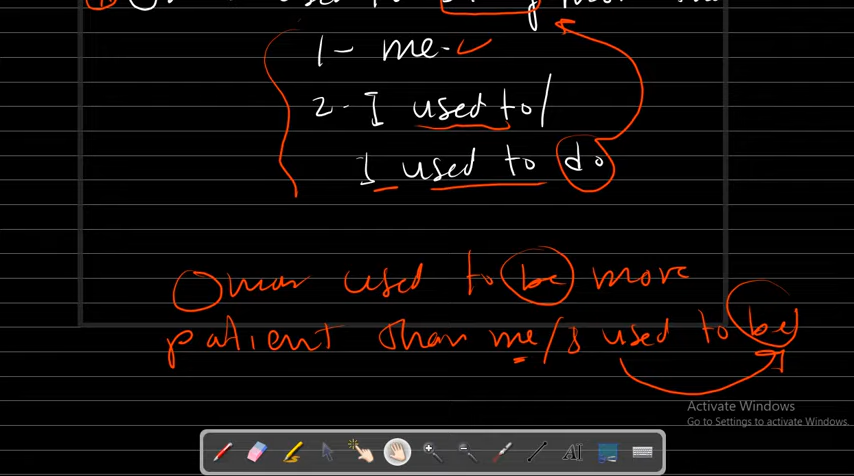 1- me.
2. I used to/
I used to do
Omar used to be more
patient than me/I used to be
Activate Windows
Go to Settings to activate Windows.
AI